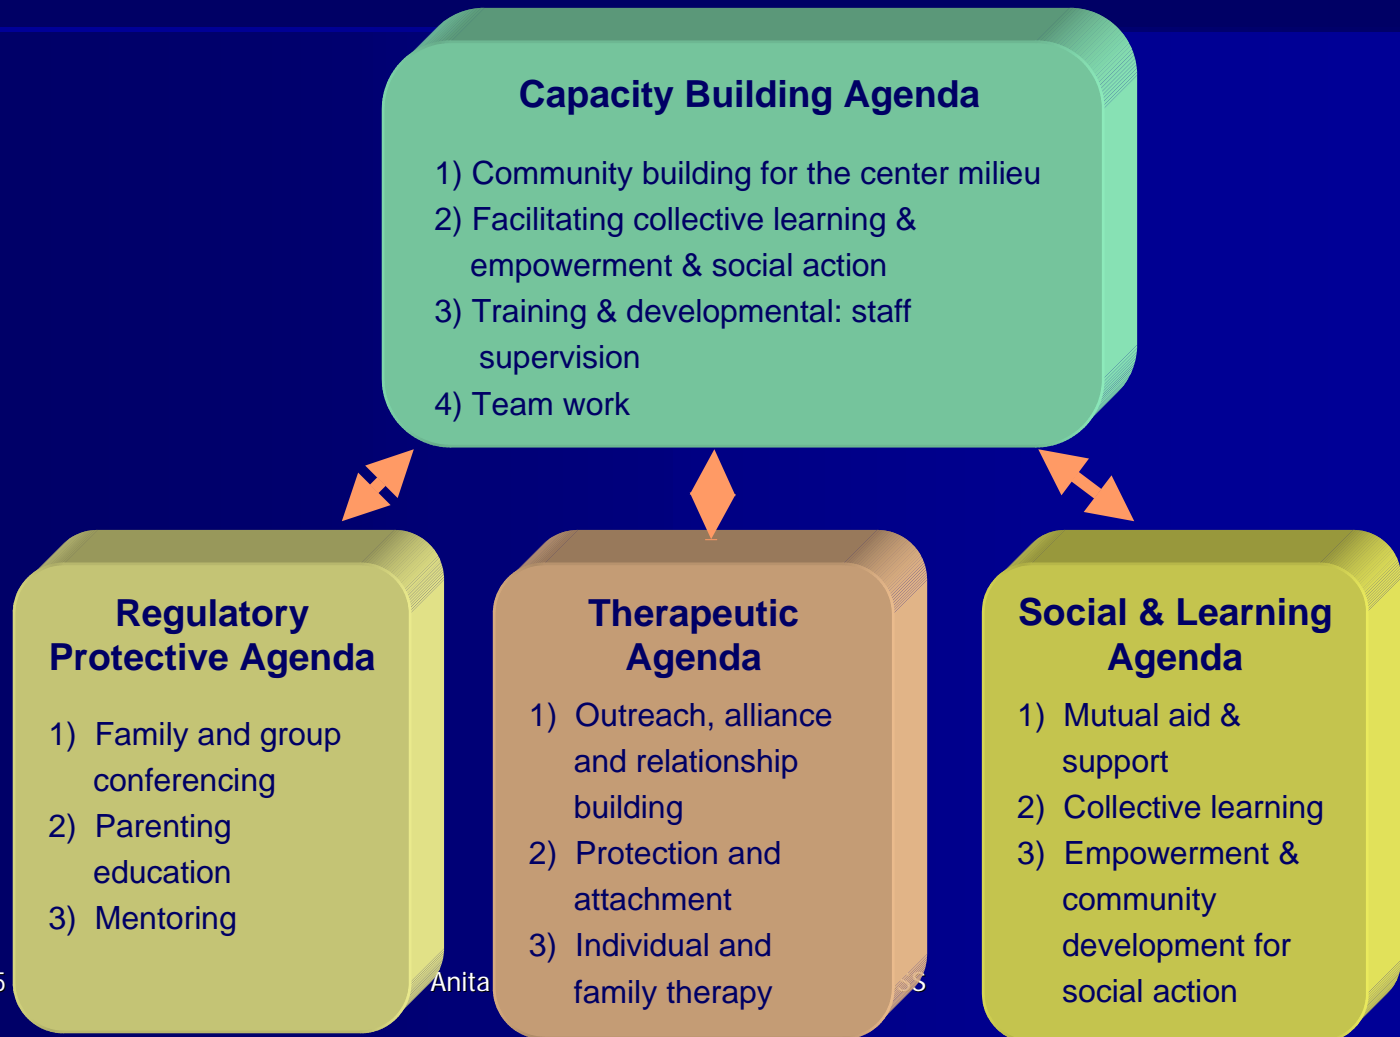 Capacity Building Agenda
1) Community building for the center milieu
2) Facilitating collective learning &
empowerment & social action
3) Training & developmental: staff
supervision
4) Team work
Regulatory
Protective Agenda
1) Family and group
conferencing
2) Parenting
education
3) Mentoring
Therapeutic
Agenda
1) Outreach, alliance
and relationship
building
2) Protection and
attachment
3) Individual and
family therapy
Social & Learning
Agenda
1) Mutual aid &
support
2) Collective learning
3) Empowerment &
community
development for
social action
Anita